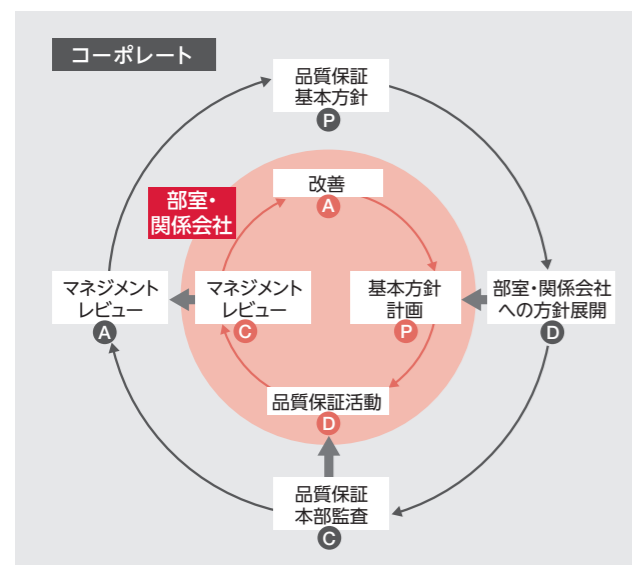 コーポレート
品質保証
基本方針
P
部室・
関係会社
改善
A
マネジメント
レビュー
A
マネジメント
レビュー
C
基本方針
計画
P
部室・関係会社
への方針展開
D
品質保証活動
D
品質保証
本部監査
C